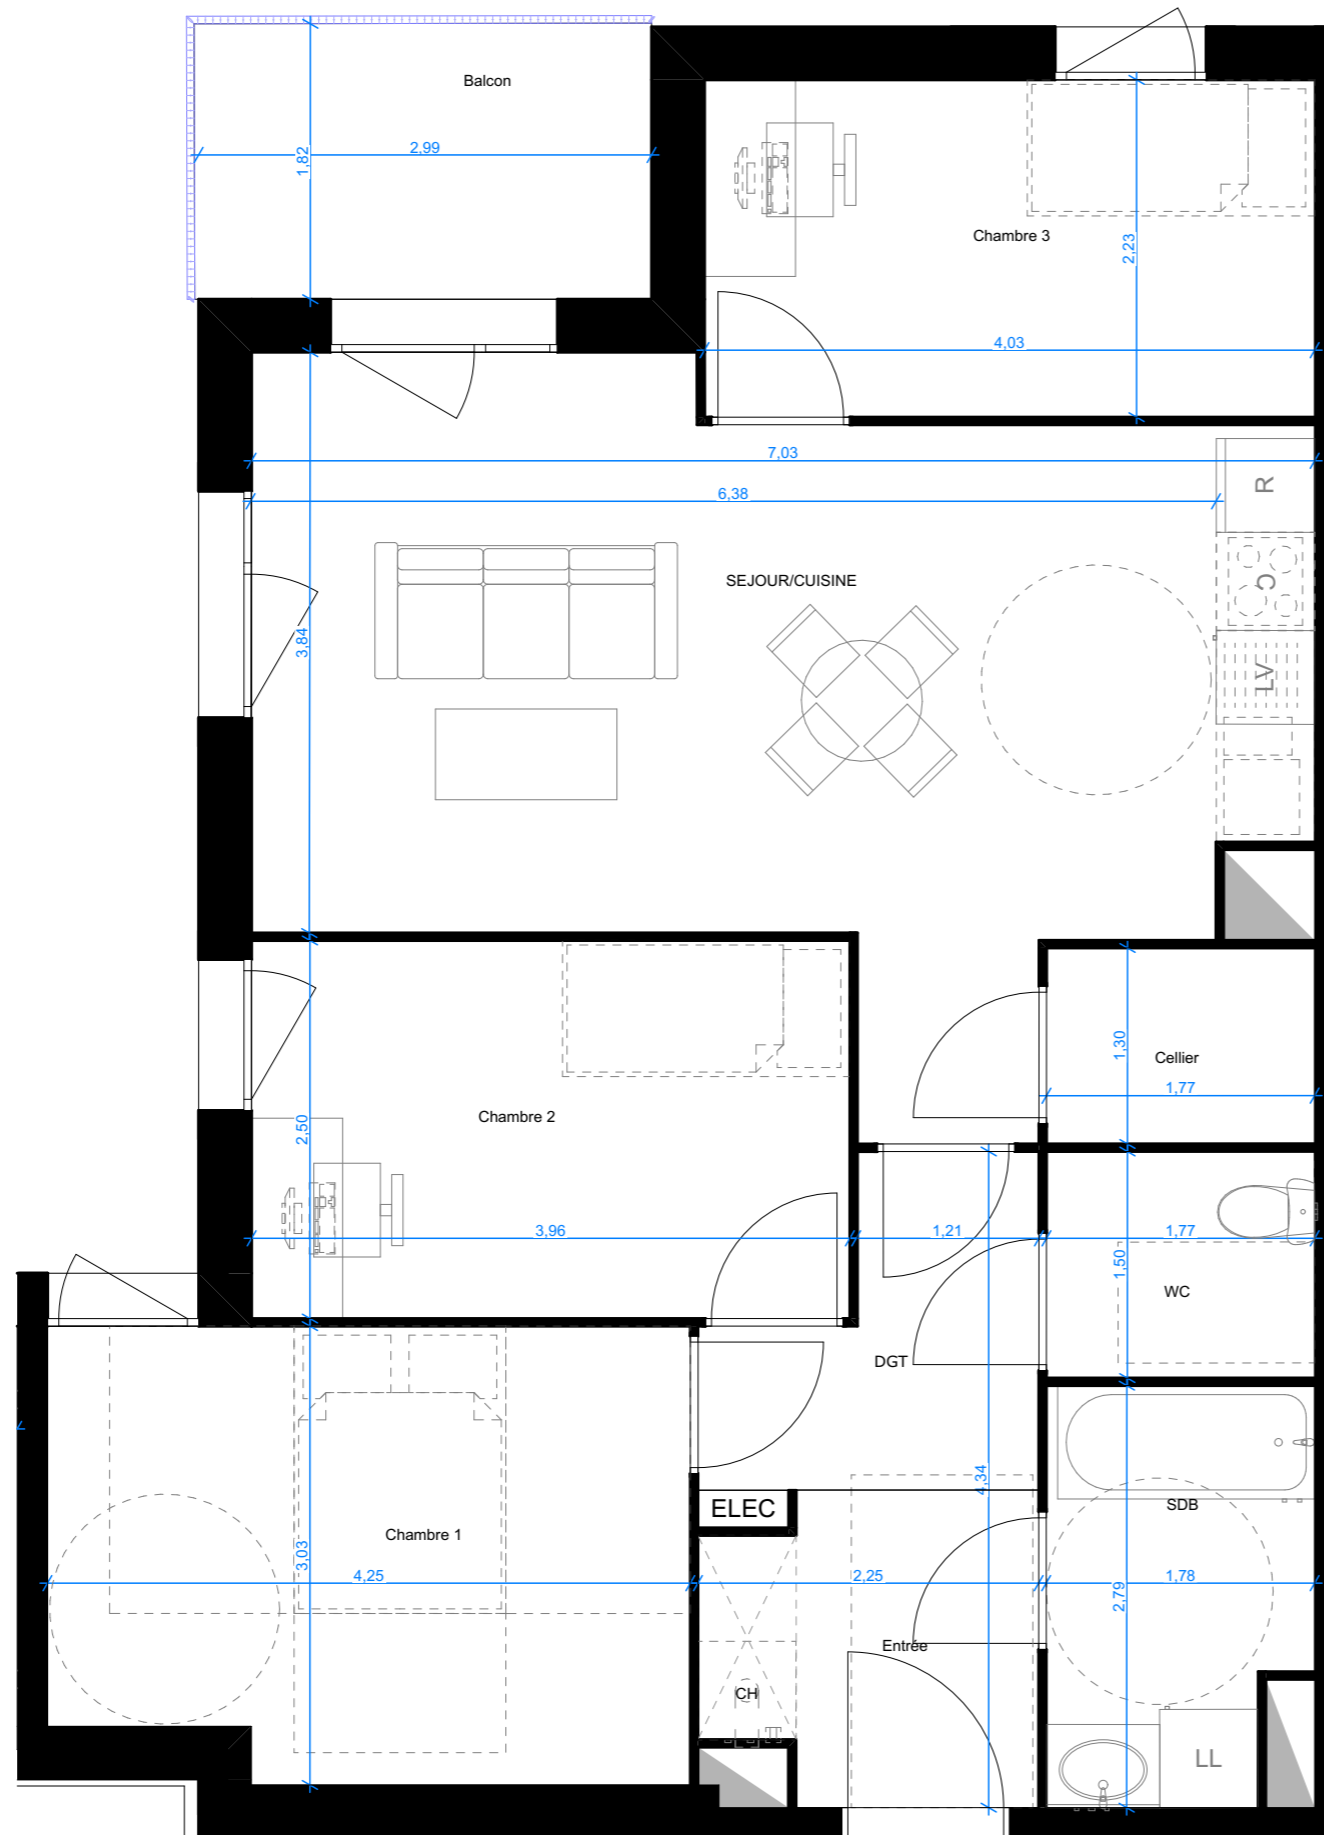 Balcon
2,99
1,82
Chambre 3
2,23
4,03
7,03
6,38
R
SEJOUR/CUISINE
C
3,84
LV
1,30
Cellier
1,77
Chambre 2
2,50
3,96
1,21
1,77
1,50
WC
DGT
4,34
ELEC
SDB
Chambre 1
3,03
4,25
2,25
1,78
2,79
Entrée
CH
LL